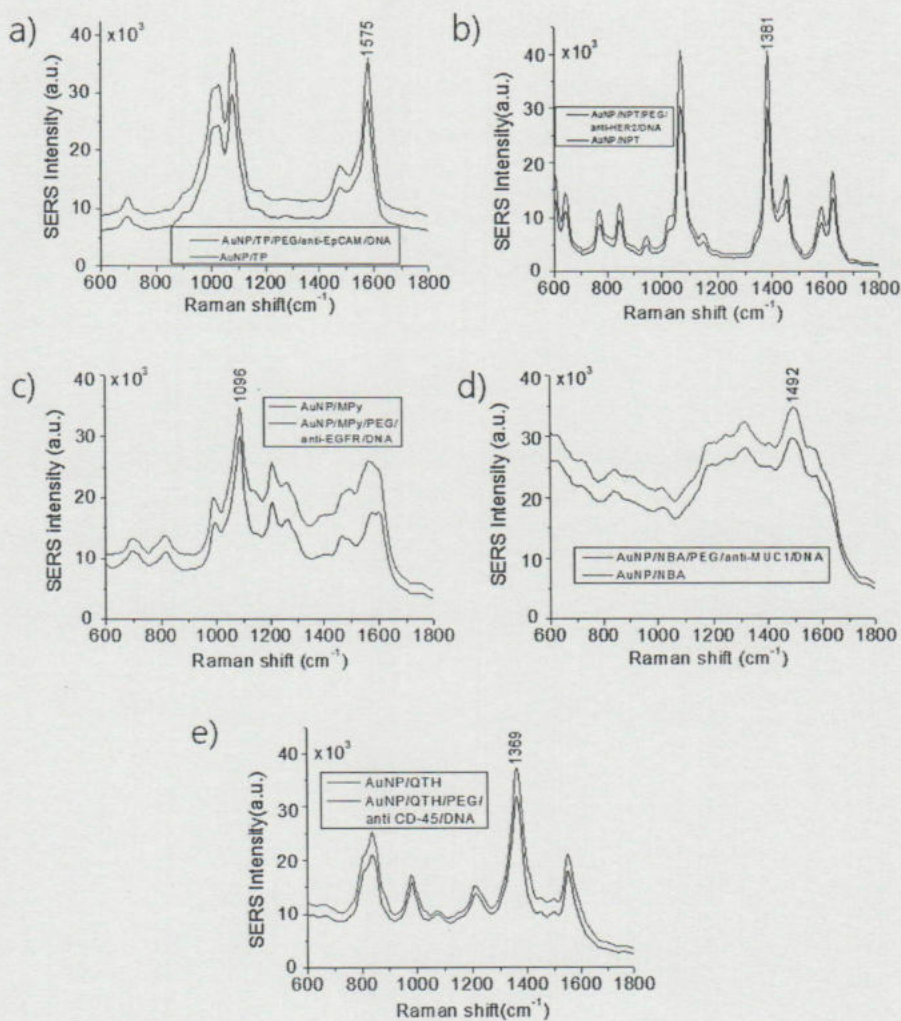 a)
x10³
1575
SERS Intensity (a.u.)
40
30
20
10
0
AuNP/TP/PEG/anti-EpCAM/DNA
AuNP/TP
600 800 1000 1200 1400 1600 1800
Raman shift(cm⁻¹)
b)
x10³
1381
SERS Intensity(a.u.)
40
30
20
10
0
AuNP/NPT/PEG/
anti-HER2/DNA
AuNP/NPT
600 800 1000 1200 1400 1600 1800
Raman shift (cm⁻¹)
c)
x10³
1096
SERS Intensity (a.u.)
40
30
20
10
0
AuNP/MPy
AuNP/MPy/PEG/
anti-EGFR/DNA
600 800 1000 1200 1400 1600 1800
Raman shift (cm⁻¹)
d)
x10³
1492
SERS intensity (a.u.)
40
30
20
10
0
AuNP/NBA/PEG/anti-MUC1/DNA
AuNP/NBA
600 800 1000 1200 1400 1600 1800
Raman shift (cm⁻¹)
e)
x10³
1369
SERS Intensity(a.u.)
40
30
20
10
0
AuNP/QTH
AuNP/QTH/PEG/
anti CD-45/DNA
600 800 1000 1200 1400 1600 1800
Raman shift(cm⁻¹)